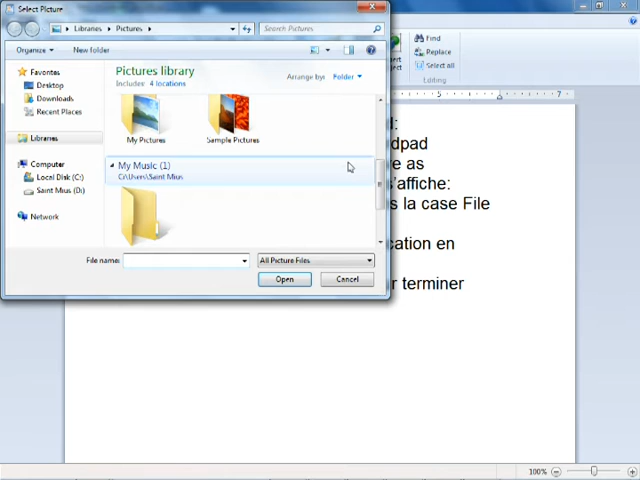 Select Picture
Libraries
Pictures
Search Pictures
Organize
New folder
Favorites
Desktop
Downloads
Recent Places
Libraries
Computer
Local Disk (C:)
Saint Mius (D:)
Network
Pictures library
Includes: 4 locations
Arrange by: Folder
My Pictures
Sample Pictures
My Music (1)
C:\Users\Saint Mius
File name:
All Picture Files
Open
Cancel
Find
Replace
Select all
Editing
5
7
dpad
e as
s'affiche:
s la case File
cation en
r terminer
100%